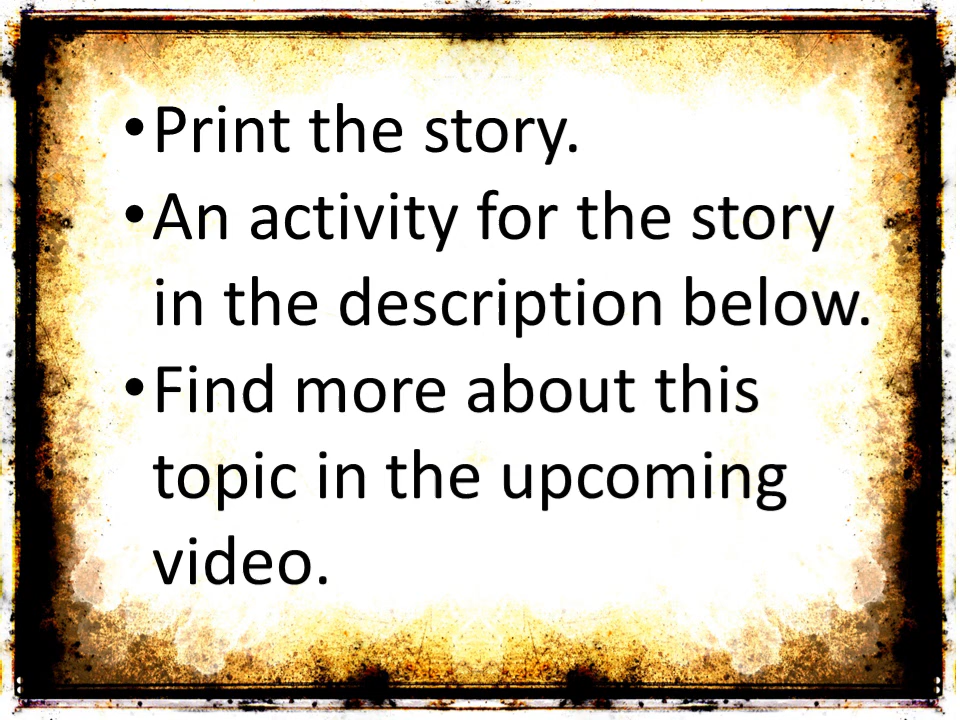 •Print the story.
•An activity for the story
in the description below.
•Find more about this
topic in the upcoming
video.